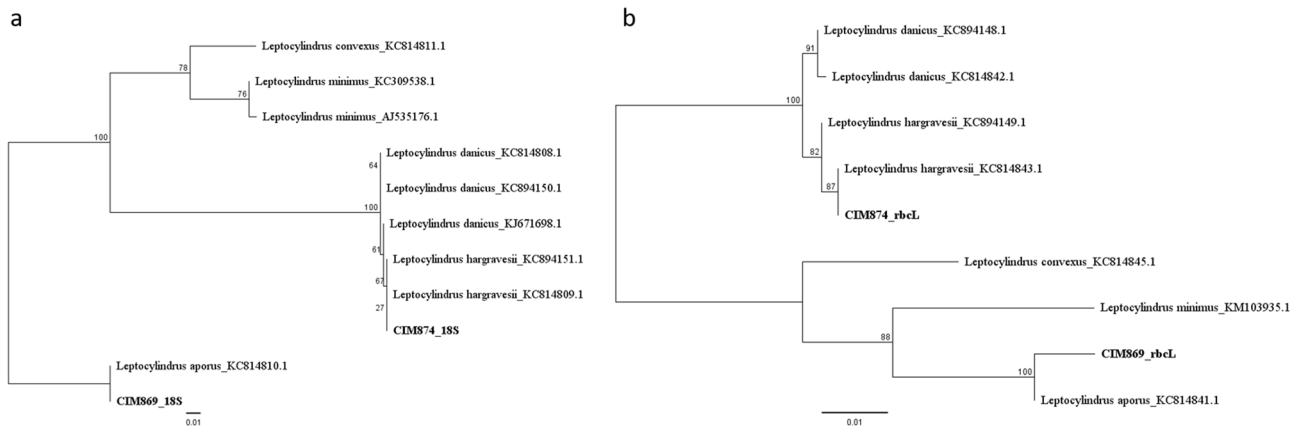 a
Leptocylindrus convexus_KC814811.1
78
Leptocylindrus minimus_KC309538.1
76
Leptocylindrus minimus_AJ535176.1
100
Leptocylindrus danicus_KC814808.1
64
Leptocylindrus danicus_KC894150.1
100
Leptocylindrus danicus_KJ671698.1
61
Leptocylindrus hargravesii_KC894151.1
67
Leptocylindrus hargravesii_KC814809.1
27
CIM874_18S
Leptocylindrus aporus_KC814810.1
CIM869_18S
0.01
b
Leptocylindrus danicus_KC894148.1
91
Leptocylindrus danicus_KC814842.1
100
Leptocylindrus hargravesii_KC894149.1
82
Leptocylindrus hargravesii_KC814843.1
87
CIM874_rbcL
Leptocylindrus convexus_KC814845.1
Leptocylindrus minimus_KM103935.1
88
CIM869_rbcL
100
Leptocylindrus aporus_KC814841.1
0.01